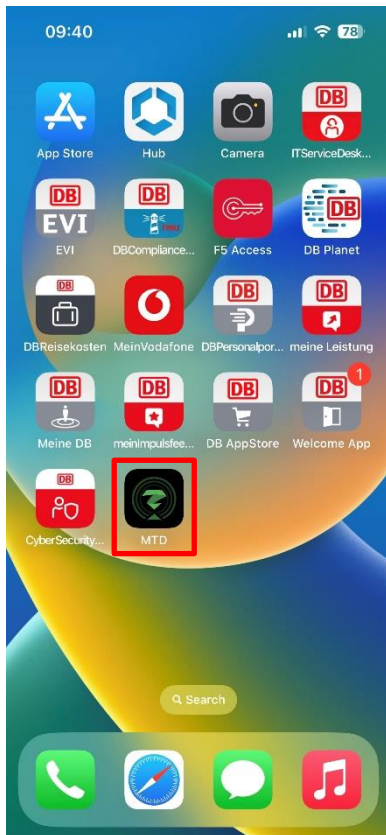 09:40
78
DB
App Store
Hub
Camera
ITServiceDesk...
DB
EVI
DB
neu
DB
EVI
DBCompliance...
F5 Access
DB Planet
DB
DB
DB
DBReisekosten
MeinVodafone
DBPersonalpor...
meine Leistung
DB
DB
DB
DB
1
Meine DB
meinImpulsfee...
DB AppStore
Welcome App
DB
CyberSecurity...
MTD
Search